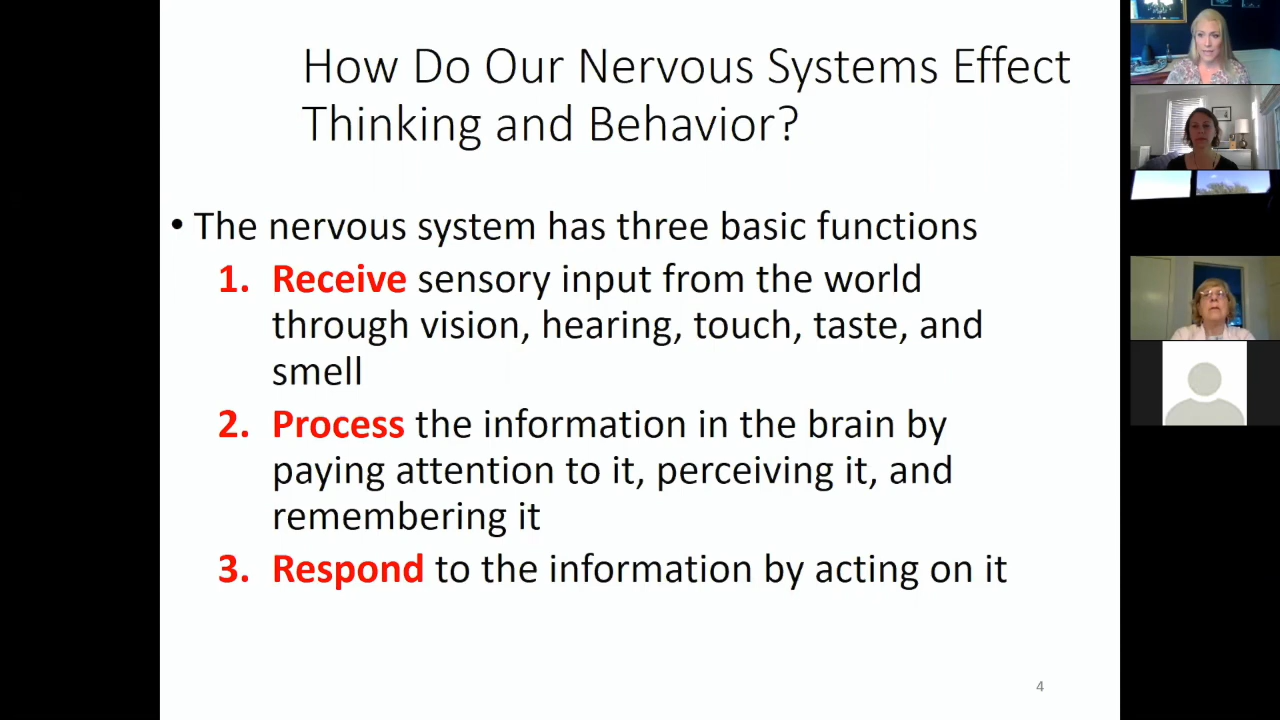 How Do Our Nervous Systems Effect
Thinking and Behavior?
• The nervous system has three basic functions
1. Receive sensory input from the world
through vision, hearing, touch, taste, and
smell
2. Process the information in the brain by
paying attention to it, perceiving it, and
remembering it
3. Respond to the information by acting on it
4